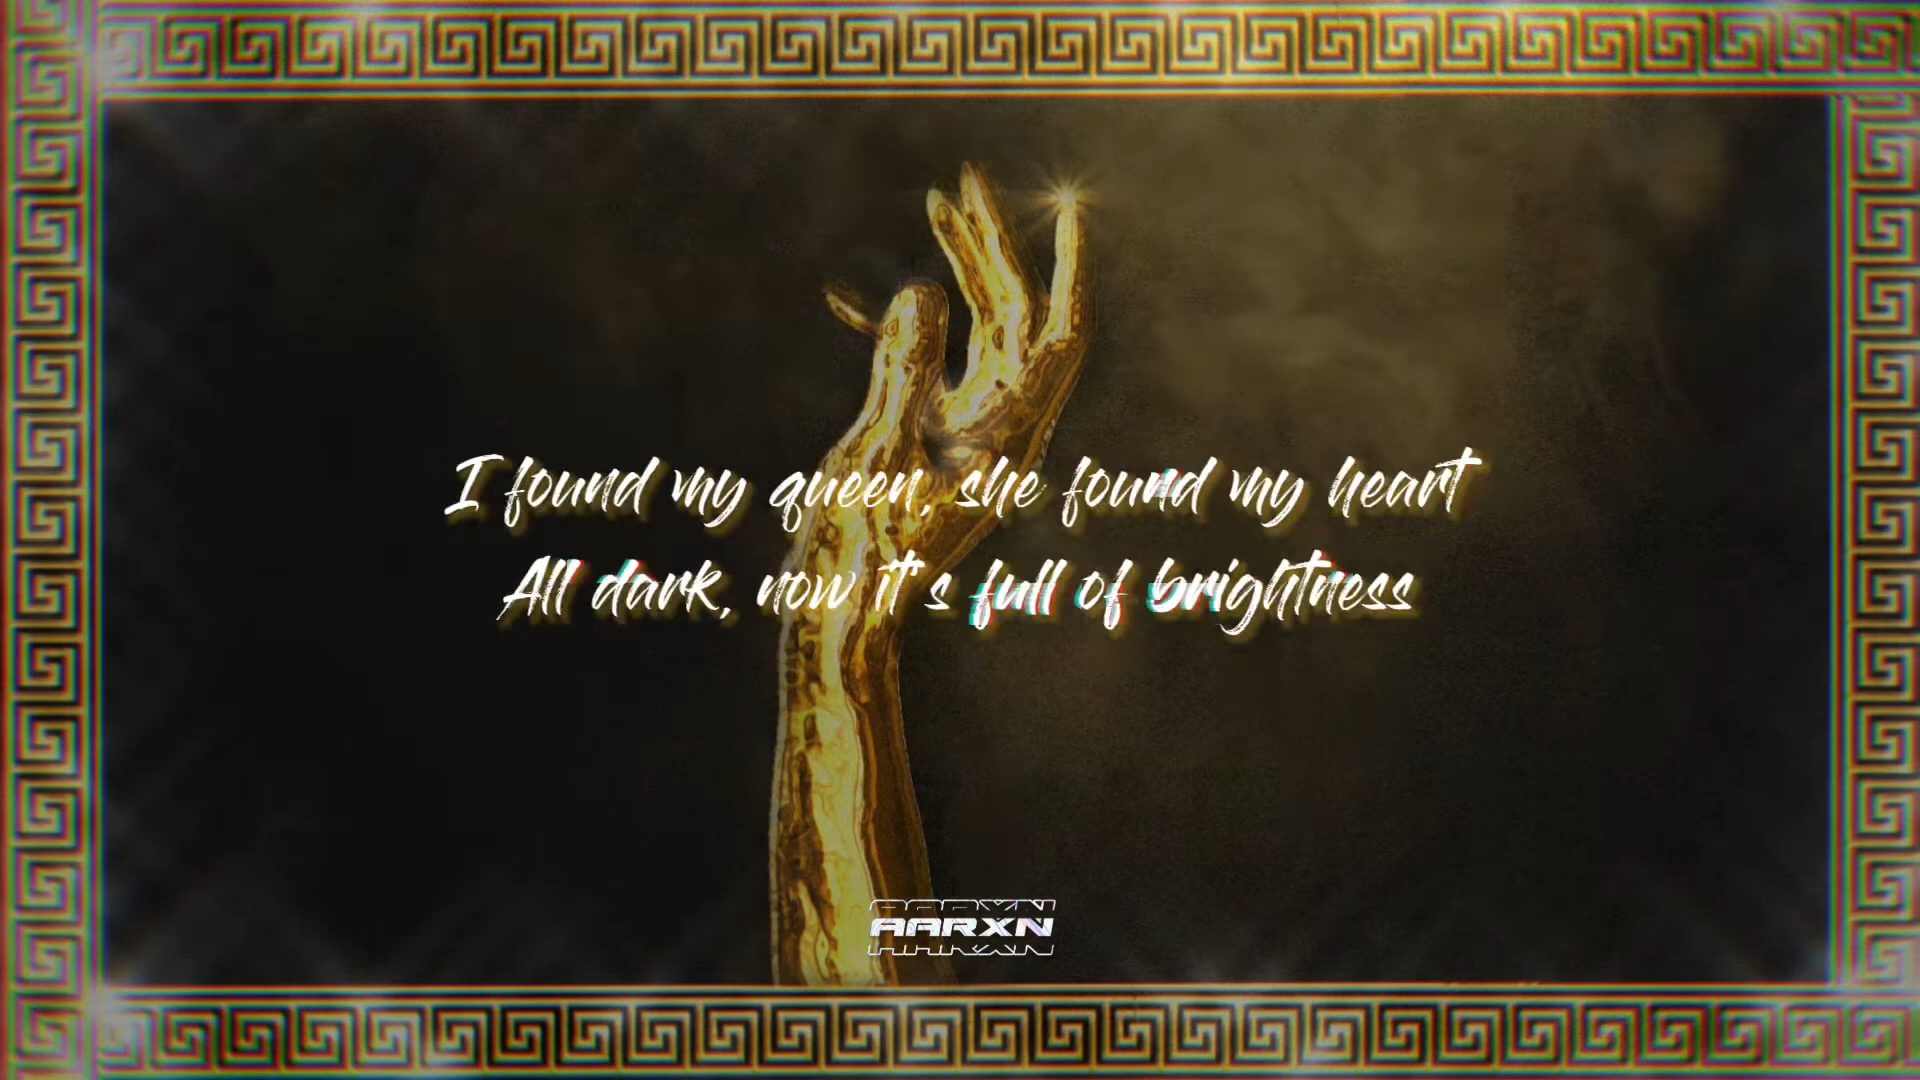 I found my queen, she found my heart
All dark, now it's full of brightness
AARXN